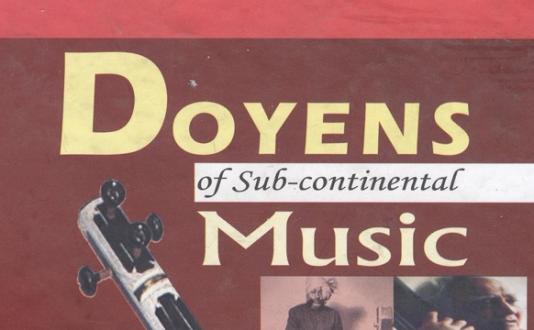 DOYENS
of Sub-continental
Music